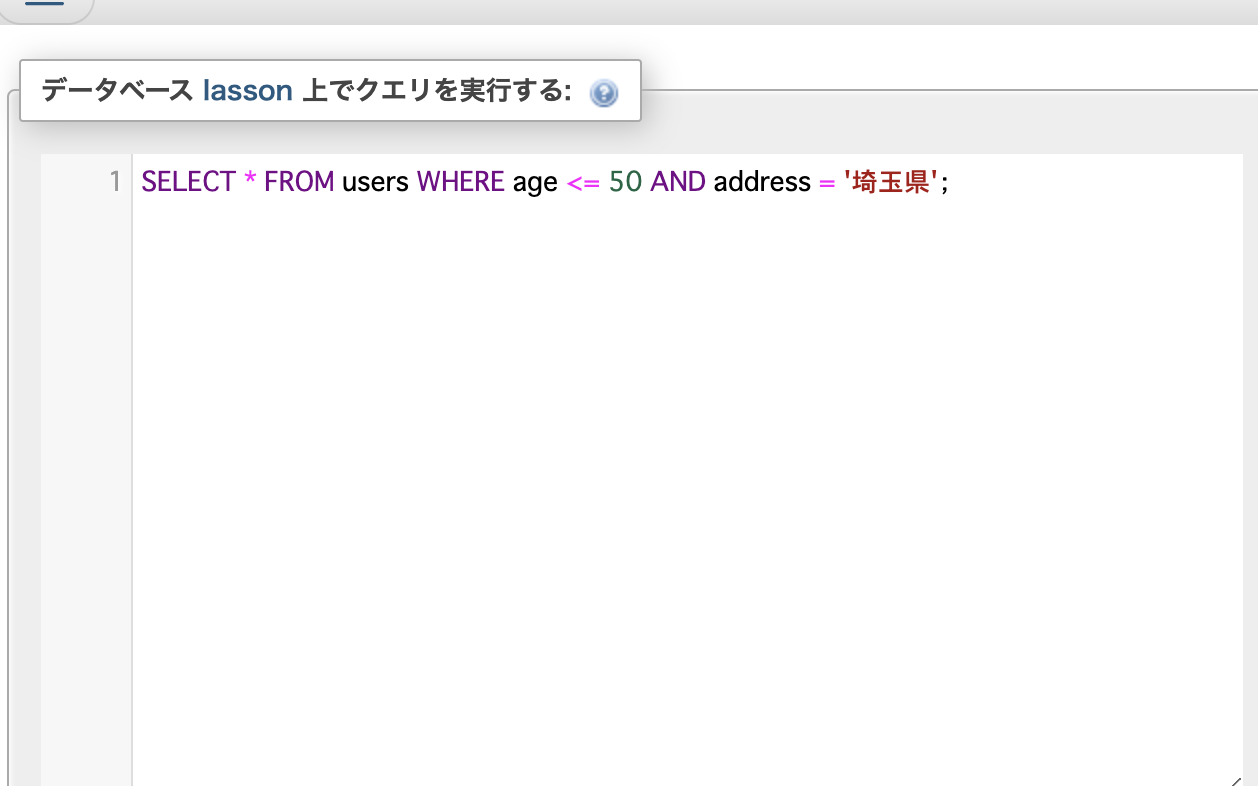 データベース lasson 上でクエリを実行する:
1 SELECT * FROM users WHERE age <= 50 AND address = '埼玉県';